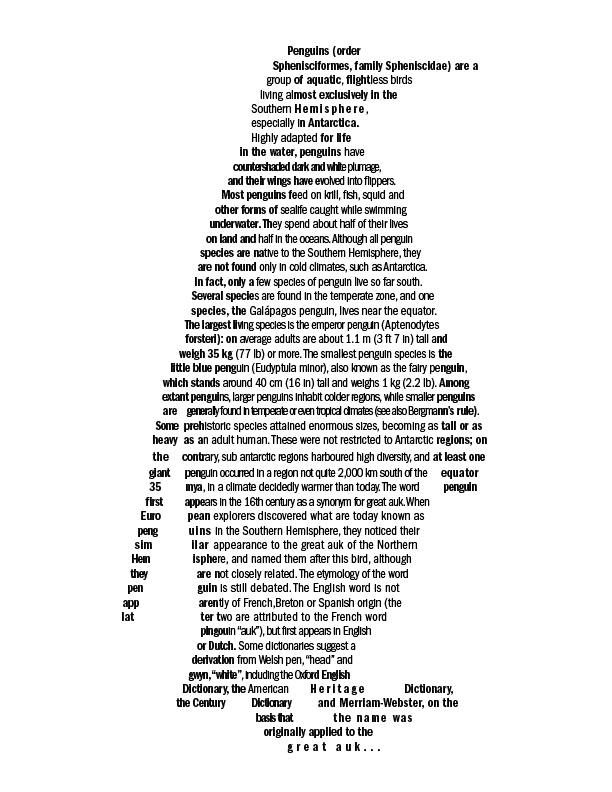 Penguins (order
Sphenisciformes, family Spheniscidae) are a
group of aquatic, flightless birds
living almost exclusively in the
Southern Hemisphere,
especially in Antarctica.
Highly adapted for life
in the water, penguins have
countershaded dark and white plumage,
and their wings have evolved into flippers.
Most penguins feed on krill, fish, squid and
other forms of sealife caught while swimming
underwater. They spend about half of their lives
on land and half in the oceans. Although all penguin
species are native to the Southern Hemisphere, they
are not found only in cold climates, such as Antarctica.
In fact, only a few species of penguin live so far south.
Several species are found in the temperate zone, and one
species, the Galápagos penguin, lives near the equator.
The largest living species is the emperor penguin (Aptenodytes
forsteri): on average adults are about 1.1 m (3 ft 7 in) tall and
weigh 35 kg (77 lb) or more. The smallest penguin species is the
little blue penguin (Eudyptula minor), also known as the fairy penguin,
which stands around 40 cm (16 in) tall and weighs 1 kg (2.2 lb). Among
extant penguins, larger penguins inhabit colder regions, while smaller penguins
are generally found in temperate or even tropical climates (see also Bergmann's rule).
Some prehistoric species attained enormous sizes, becoming as tall or as
heavy as an adult human. These were not restricted to Antarctic regions; on
the contrary, sub antarctic regions harboured high diversity, and at least one
giant penguin occurred in a region not quite 2,000 km south of the equator
35 mya, in a climate decidedly warmer than today. The word penguin
first appears in the 16th century as a synonym for great auk. When
Euro pean explorers discovered what are today known as
peng uins in the Southern Hemisphere, they noticed their
sim ilar appearance to the great auk of the Northern
Hem isphere, and named them after this bird, although
they are not closely related. The etymology of the word
pen guin is still debated. The English word is not
app arently of French,Breton or Spanish origin (the
lat ter two are attributed to the French word
pingouin "auk"), but first appears in English
or Dutch. Some dictionaries suggest a
derivation from Welsh pen, "head" and
gwyn, "white", including the Oxford English
Dictionary, the American Heritage Dictionary,
the Century Dictionary and Merriam-Webster, on the
basis that the name was
originally applied to the
great auk...